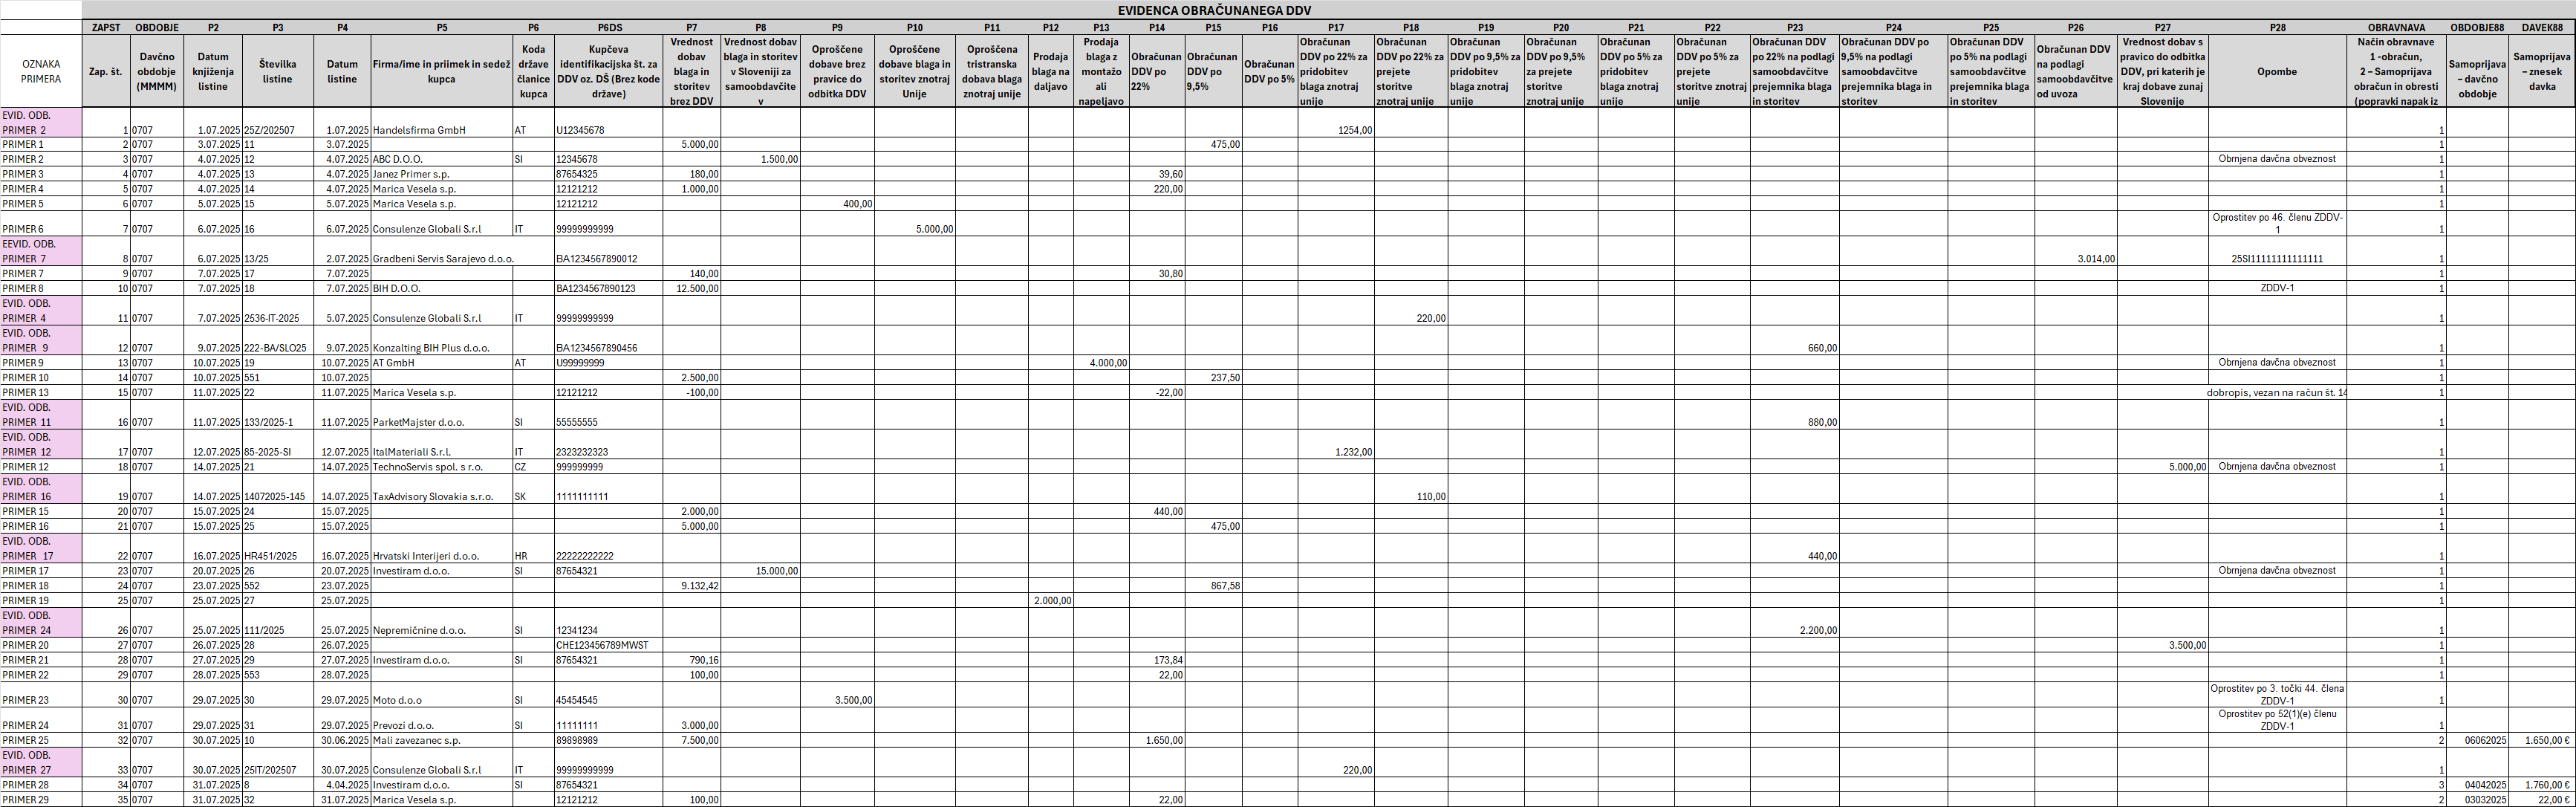 EVIDENCA OBRAČUNANEGA DDV
ZAPST OBDOBJE P2 P3 P4 P5 P6 P6DS P7 P8 P9 P10 P11 P12 P13 P14 P15 P16 P17 P18 P19 P20 P21 P22 P23 P24 P25 P26 P27 P28 OBRAVNAVA OBDOBJE88 DAVEK88
OZNAKA PRIMERA
Zap. št.
Davčno obdobje (MMMM)
Datum knjiženja listine
Številka listine
Datum listine
Firma/ime in priimek in sedež kupca
Koda države članice kupca
Kupčeva identifikacijska št. za DDV oz. DŠ (Brez kode države)
Vrednost dobav blaga in storitev brez DDV
Vrednost dobav blaga in storitev v Sloveniji za samoobdavčite v
Oproščene dobave brez pravice do odbitka DDV
Oproščene dobave blaga in storitev znotraj Unije
Oproščena tristranska dobava blaga znotraj unije
Prodaja blaga na daljavo
Prodaja blaga z montažo ali napeljavo
Obračunan DDV po 22%
Obračunan DDV po 9,5%
Obračunan DDV po 5%
Obračunan DDV po 22% za pridobitev blaga znotraj unije
Obračunan DDV po 22% za prejete storitve znotraj unije
Obračunan DDV po 9,5% za pridobitev blaga znotraj unije
Obračunan DDV po 9,5% za prejete storitve znotraj unije
Obračunan DDV po 5% za pridobitev blaga znotraj unije
Obračunan DDV po 5% za prejete storitve znotraj unije
Obračunan DDV po 22% na podlagi samoobdavčitve prejemnika blaga in storitev
Obračunan DDV po 9,5% na podlagi samoobdavčitve prejemnika blaga in storitev
Obračunan DDV po 5% na podlagi samoobdavčitve prejemnika blaga in storitev
Obračunan DDV na podlagi samoobdavčitve od uvoza
Vrednost dobav s pravico do odbitka DDV, pri katerih je kraj dobave zunaj Slovenije
Opombe
Način obravnave 1 -obračun, 2 – Samoprijava obračun in obresti (popravki napak iz
Samoprijava – davčno obdobje
Samoprijava – znesek davka
EVID. ODB. PRIMER 2 1 0707 1.07.2025 25Z/202507 1.07.2025 Handelsfirma GmbH AT U12345678 1254,00 1
PRIMER 1 2 0707 3.07.2025 11 3.07.2025 5.000,00 475,00 1
PRIMER 2 3 0707 4.07.2025 12 4.07.2025 ABC D.O.O. SI 12345678 1.500,00 Obrnjena davčna obveznost 1
PRIMER 3 4 0707 4.07.2025 13 4.07.2025 Janez Primer s.p. 87654325 180,00 39,60 1
PRIMER 4 5 0707 4.07.2025 14 4.07.2025 Marica Vesela s.p. 12121212 1.000,00 220,00 1
PRIMER 5 6 0707 5.07.2025 15 5.07.2025 Marica Vesela s.p. 12121212 400,00 1
PRIMER 6 7 0707 6.07.2025 16 6.07.2025 Consulenze Globali S.r.l IT 99999999999 5.000,00 Oprostitev po 46. členu ZDDV-1 1
EEVID. ODB. PRIMER 7 8 0707 6.07.2025 13/25 2.07.2025 Gradbeni Servis Sarajevo d.o.o. BA1234567890012 3.014,00 25SI11111111111111 1
PRIMER 7 9 0707 7.07.2025 17 7.07.2025 140,00 30,80 1
PRIMER 8 10 0707 7.07.2025 18 7.07.2025 BIH D.O.O. BA1234567890123 12.500,00 ZDDV-1 1
EVID. ODB. PRIMER 4 11 0707 7.07.2025 2536-IT-2025 5.07.2025 Consulenze Globali S.r.l IT 99999999999 220,00 1
EVID. ODB. PRIMER 9 12 0707 9.07.2025 222-BA/SLO25 9.07.2025 Konzalting BIH Plus d.o.o. BA1234567890456 660,00 1
PRIMER 9 13 0707 10.07.2025 19 10.07.2025 AT GmbH AT U99999999 4.000,00 Obrnjena davčna obveznost 1
PRIMER 10 14 0707 10.07.2025 551 10.07.2025 2.500,00 237,50 1
PRIMER 13 15 0707 11.07.2025 22 11.07.2025 Marica Vesela s.p. 12121212 -100,00 -22,00 dobropis, vezan na račun št. 14 1
EVID. ODB. PRIMER 11 16 0707 11.07.2025 133/2025-1 11.07.2025 ParketMajster d.o.o. SI 55555555 880,00 1
EVID. ODB. PRIMER 12 17 0707 12.07.2025 85-2025-SI 12.07.2025 ItalMateriali S.r.l. IT 2323232323 1.232,00 1
PRIMER 12 18 0707 14.07.2025 21 14.07.2025 TechnoServis spol. s r.o. CZ 999999999 5.000,00 Obrnjena davčna obveznost 1
EVID. ODB. PRIMER 16 19 0707 14.07.2025 14072025-145 14.07.2025 TaxAdvisory Slovakia s.r.o. SK 1111111111 110,00 1
PRIMER 15 20 0707 15.07.2025 24 15.07.2025 2.000,00 440,00 1
PRIMER 16 21 0707 15.07.2025 25 15.07.2025 5.000,00 475,00 1
EVID. ODB. PRIMER 17 22 0707 16.07.2025 HR451/2025 16.07.2025 Hrvatski Interijeri d.o.o. HR 22222222222 440,00 1
PRIMER 17 23 0707 20.07.2025 26 20.07.2025 Investiram d.o.o. SI 87654321 15.000,00 Obrnjena davčna obveznost 1
PRIMER 18 24 0707 23.07.2025 552 23.07.2025 9.132,42 867,58 1
PRIMER 19 25 0707 25.07.2025 27 25.07.2025 2.000,00 1
EVID. ODB. PRIMER 24 26 0707 25.07.2025 111/2025 25.07.2025 Nepremičnine d.o.o. SI 12341234 2.200,00 1
PRIMER 20 27 0707 26.07.2025 28 26.07.2025 CHE123456789MWST 3.500,00 1
PRIMER 21 28 0707 27.07.2025 29 27.07.2025 Investiram d.o.o. SI 87654321 790,16 173,84 1
PRIMER 22 29 0707 28.07.2025 553 28.07.2025 100,00 22,00 1
PRIMER 23 30 0707 29.07.2025 30 29.07.2025 Moto d.o.o SI 45454545 3.500,00 Oprostitev po 3. točki 44. člena ZDDV-1 1
PRIMER 24 31 0707 29.07.2025 31 29.07.2025 Prevozi d.o.o. SI 11111111 3.000,00 Oprostitev po 52(1)(e) členu ZDDV-1 1
PRIMER 25 32 0707 30.07.2025 10 30.06.2025 Mali zavezanec s.p. 89898989 7.500,00 1.650,00 2 06062025 1.650,00 €
EVID. ODB. PRIMER 27 33 0707 30.07.2025 25IT/202507 30.07.2025 Consulenze Globali S.r.l IT 99999999999 220,00 1
PRIMER 28 34 0707 31.07.2025 8 4.04.2025 Investiram d.o.o. SI 87654321 3 04042025 1.760,00 €
PRIMER 29 35 0707 31.07.2025 32 31.07.2025 Marica Vesela s.p. 12121212 100,00 22,00 2 03032025 22,00 €